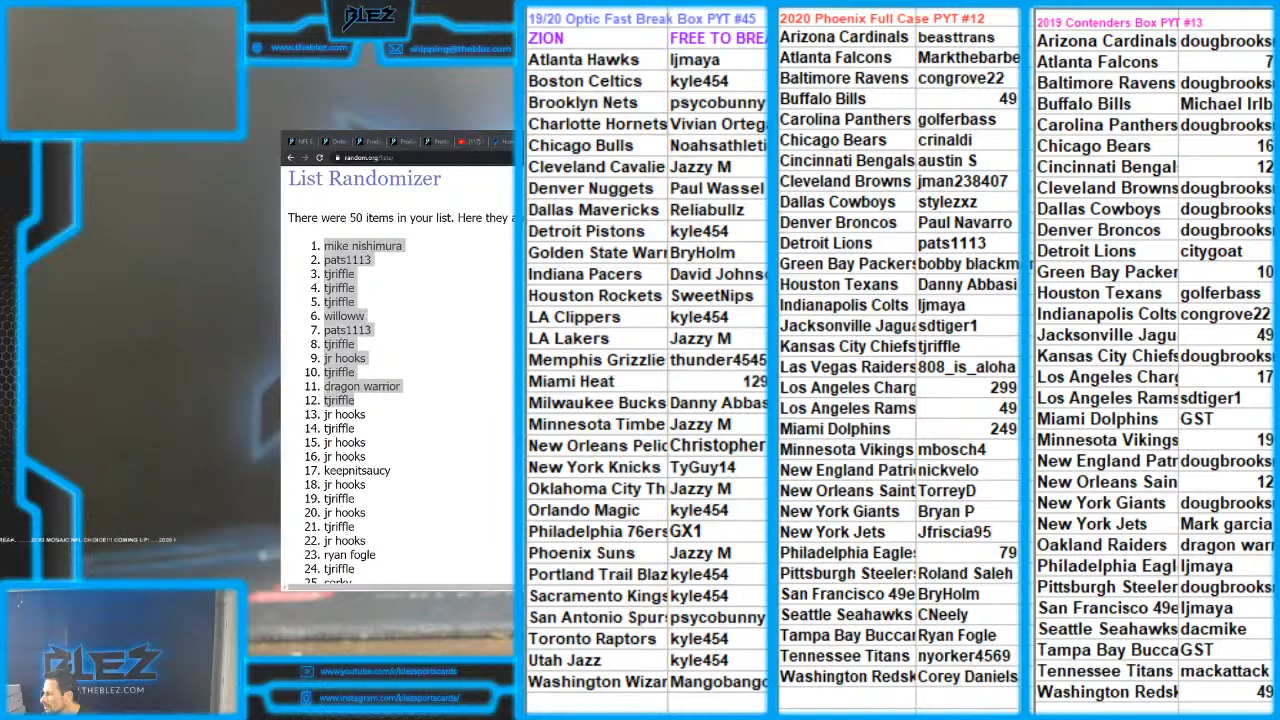 BLEZ
www.theblez.com
shipping@theblez.com
random.org/lists/
List Randomizer
There were 50 items in your list. Here they a
1. mike nishimura
2. pats1113
3. tjriffle
4. tjriffle
5. tjriffle
6. willoww
7. pats1113
8. tjriffle
9. jr hooks
10. tjriffle
11. dragon warrior
12. tjriffle
13. jr hooks
14. tjriffle
15. jr hooks
16. jr hooks
17. keepnitsaucy
18. jr hooks
19. tjriffle
20. jr hooks
21. tjriffle
22. jr hooks
23. ryan fogle
24. tjriffle
25. corky
REAK.........2020 MOSAIC NFL CHOICE!!! COMING UP!......2020
BLEZ
W.THEBLEZ.COM
www.youtube.com/c/blezsportscards
www.instagram.com/blezsportscards/
19/20 Optic Fast Break Box PYT #45
ZION FREE TO BREA
Atlanta Hawks ljmaya
Boston Celtics kyle454
Brooklyn Nets psycobunny
Charlotte Hornets Vivian Orteg
Chicago Bulls Noahsathleti
Cleveland Cavalie Jazzy M
Denver Nuggets Paul Wassel
Dallas Mavericks Reliabullz
Detroit Pistons kyle454
Golden State Warr BryHolm
Indiana Pacers David Johns
Houston Rockets SweetNips
LA Clippers kyle454
LA Lakers Jazzy M
Memphis Grizzlie thunder4545
Miami Heat 129
Milwaukee Bucks Danny Abbas
Minnesota Timbe Jazzy M
New Orleans Pelic Christopher
New York Knicks TyGuy14
Oklahoma City Th Jazzy M
Orlando Magic kyle454
Philadelphia 76ers GX1
Phoenix Suns Jazzy M
Portland Trail Blaz kyle454
Sacramento Kings kyle454
San Antonio Spurs psycobunny
Toronto Raptors kyle454
Utah Jazz kyle454
Washington Wizar Mangobango
2020 Phoenix Full Case PYT #12
Arizona Cardinals beasttrans
Atlanta Falcons Markthebarbe
Baltimore Ravens congrove22
Buffalo Bills 49
Carolina Panthers golferbass
Chicago Bears crinaldi
Cincinnati Bengals austin S
Cleveland Browns jman238407
Dallas Cowboys stylezxz
Denver Broncos Paul Navarro
Detroit Lions pats1113
Green Bay Packers bobby blackm
Houston Texans Danny Abbasi
Indianapolis Colts ljmaya
Jacksonville Jagua sdtiger1
Kansas City Chiefs tjriffle
Las Vegas Raiders 808_is_aloha
Los Angeles Charg 299
Los Angeles Rams 49
Miami Dolphins 249
Minnesota Vikings mbosch4
New England Patri nickvelo
New Orleans Saint TorreyD
New York Giants Bryan P
New York Jets Jfriscia95
Philadelphia Eagles 79
Pittsburgh Steelers Roland Saleh
San Francisco 49e BryHolm
Seattle Seahawks CNeely
Tampa Bay Buccar Ryan Fogle
Tennessee Titans nyorker4569
Washington Redsk Corey Daniels
2019 Contenders Box PYT #13
Arizona Cardinals dougbrooks
Atlanta Falcons 7
Baltimore Ravens dougbrooks
Buffalo Bills Michael Irlb
Carolina Panthers dougbrooks
Chicago Bears 16
Cincinnati Bengal 12
Cleveland Browns dougbrooks
Dallas Cowboys dougbrooks
Denver Broncos dougbrooks
Detroit Lions citygoat
Green Bay Packer 10
Houston Texans golferbass
Indianapolis Colts congrove22
Jacksonville Jagu 49
Kansas City Chiefs dougbrooks
Los Angeles Charg 17
Los Angeles Rams sdtiger1
Miami Dolphins GST
Minnesota Vikings 19
New England Patr dougbrooks
New Orleans Sain 12
New York Giants dougbrooks
New York Jets Mark garcia
Oakland Raiders dragon warr
Philadelphia Eagl ljmaya
Pittsburgh Steeler dougbrooks
San Francisco 49e ljmaya
Seattle Seahawks dacmike
Tampa Bay Bucca GST
Tennessee Titans mackattack
Washington Redsk 49